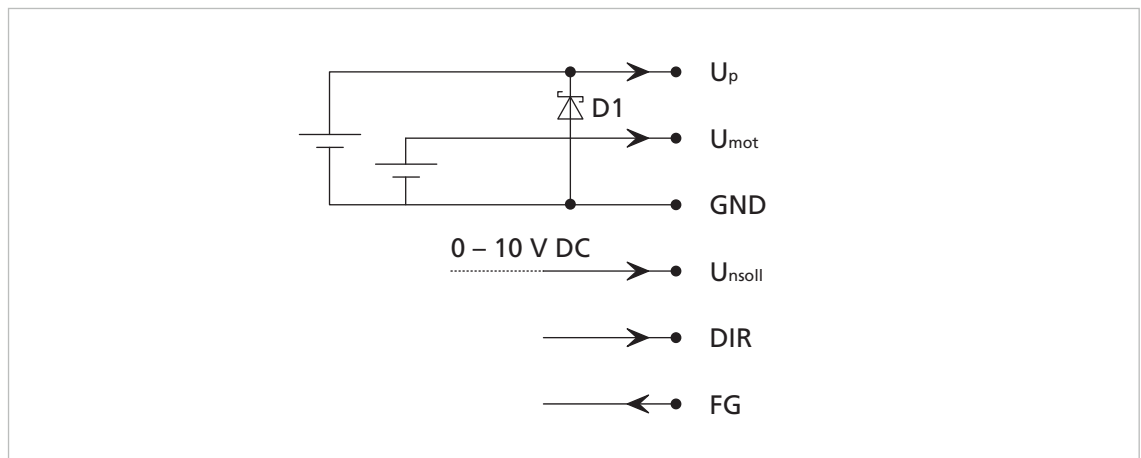 Up
D1
Umot
GND
0 – 10 V DC
Unsoll
DIR
FG